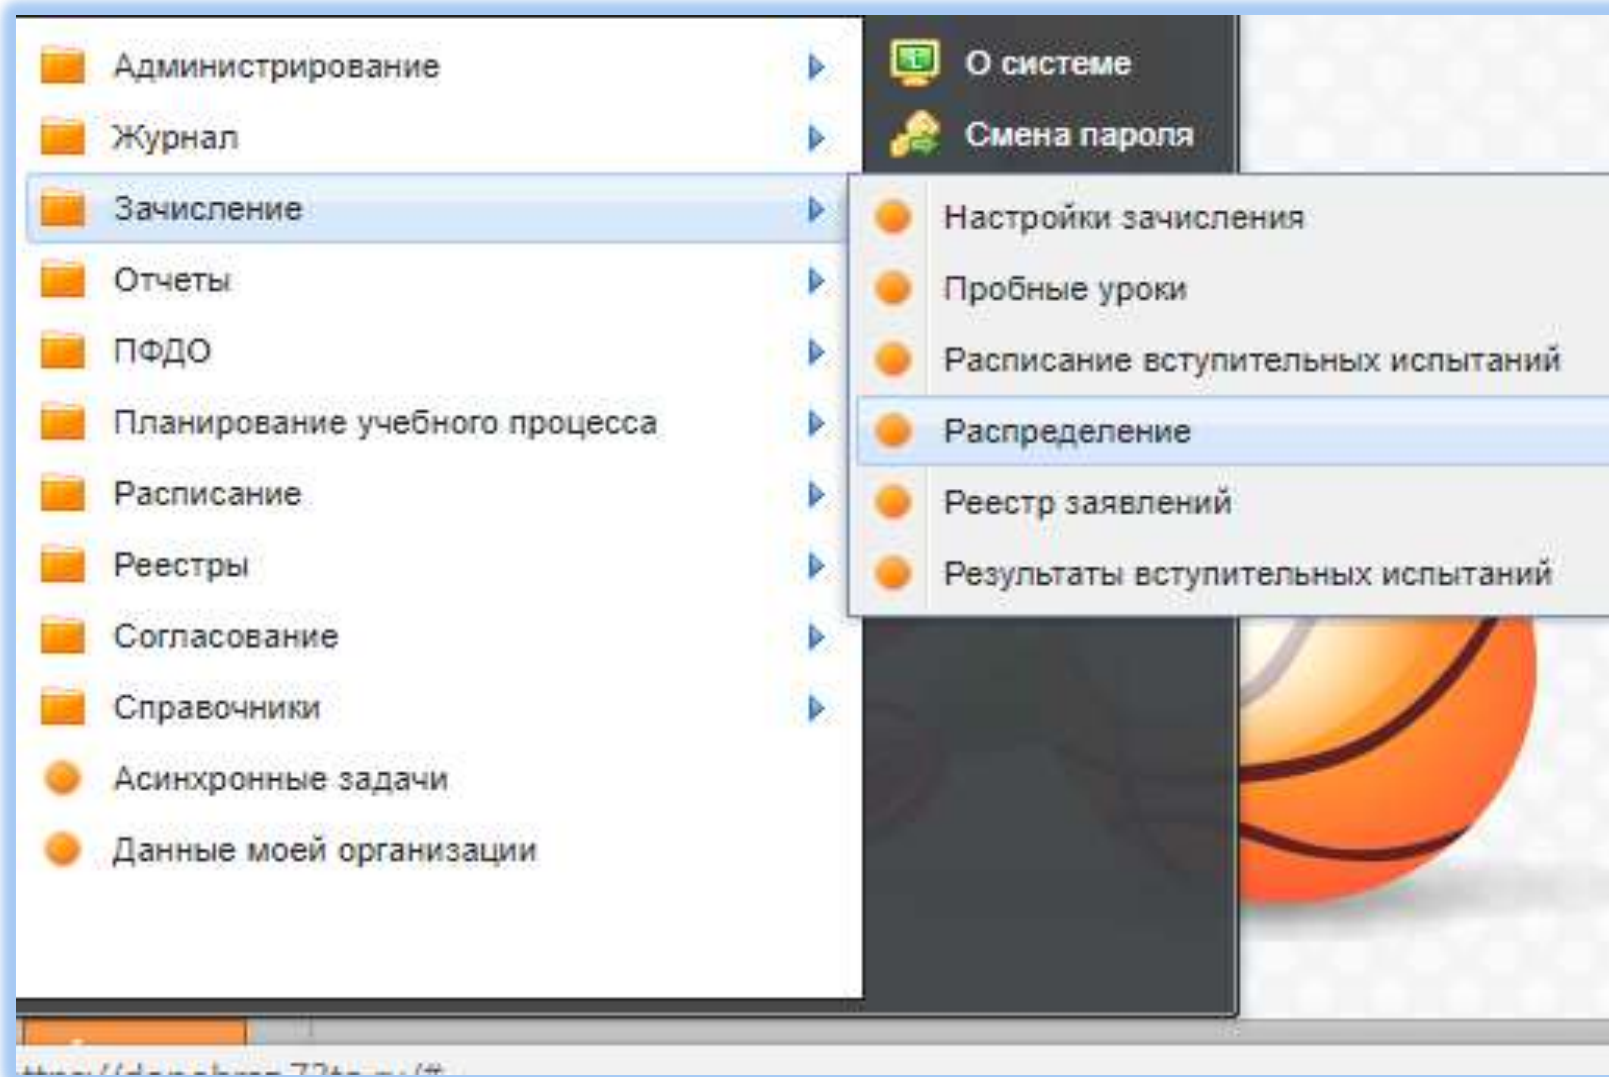 Администрирование
Журнал
Зачисление
Отчеты
ПФДО
Планирование учебного процесса
Расписание
Реестры
Согласование
Справочники
Асинхронные задачи
Данные моей организации
О системе
Смена пароля
Настройки зачисления
Пробные уроки
Расписание вступительных испытаний
Распределение
Реестр заявлений
Результаты вступительных испытаний